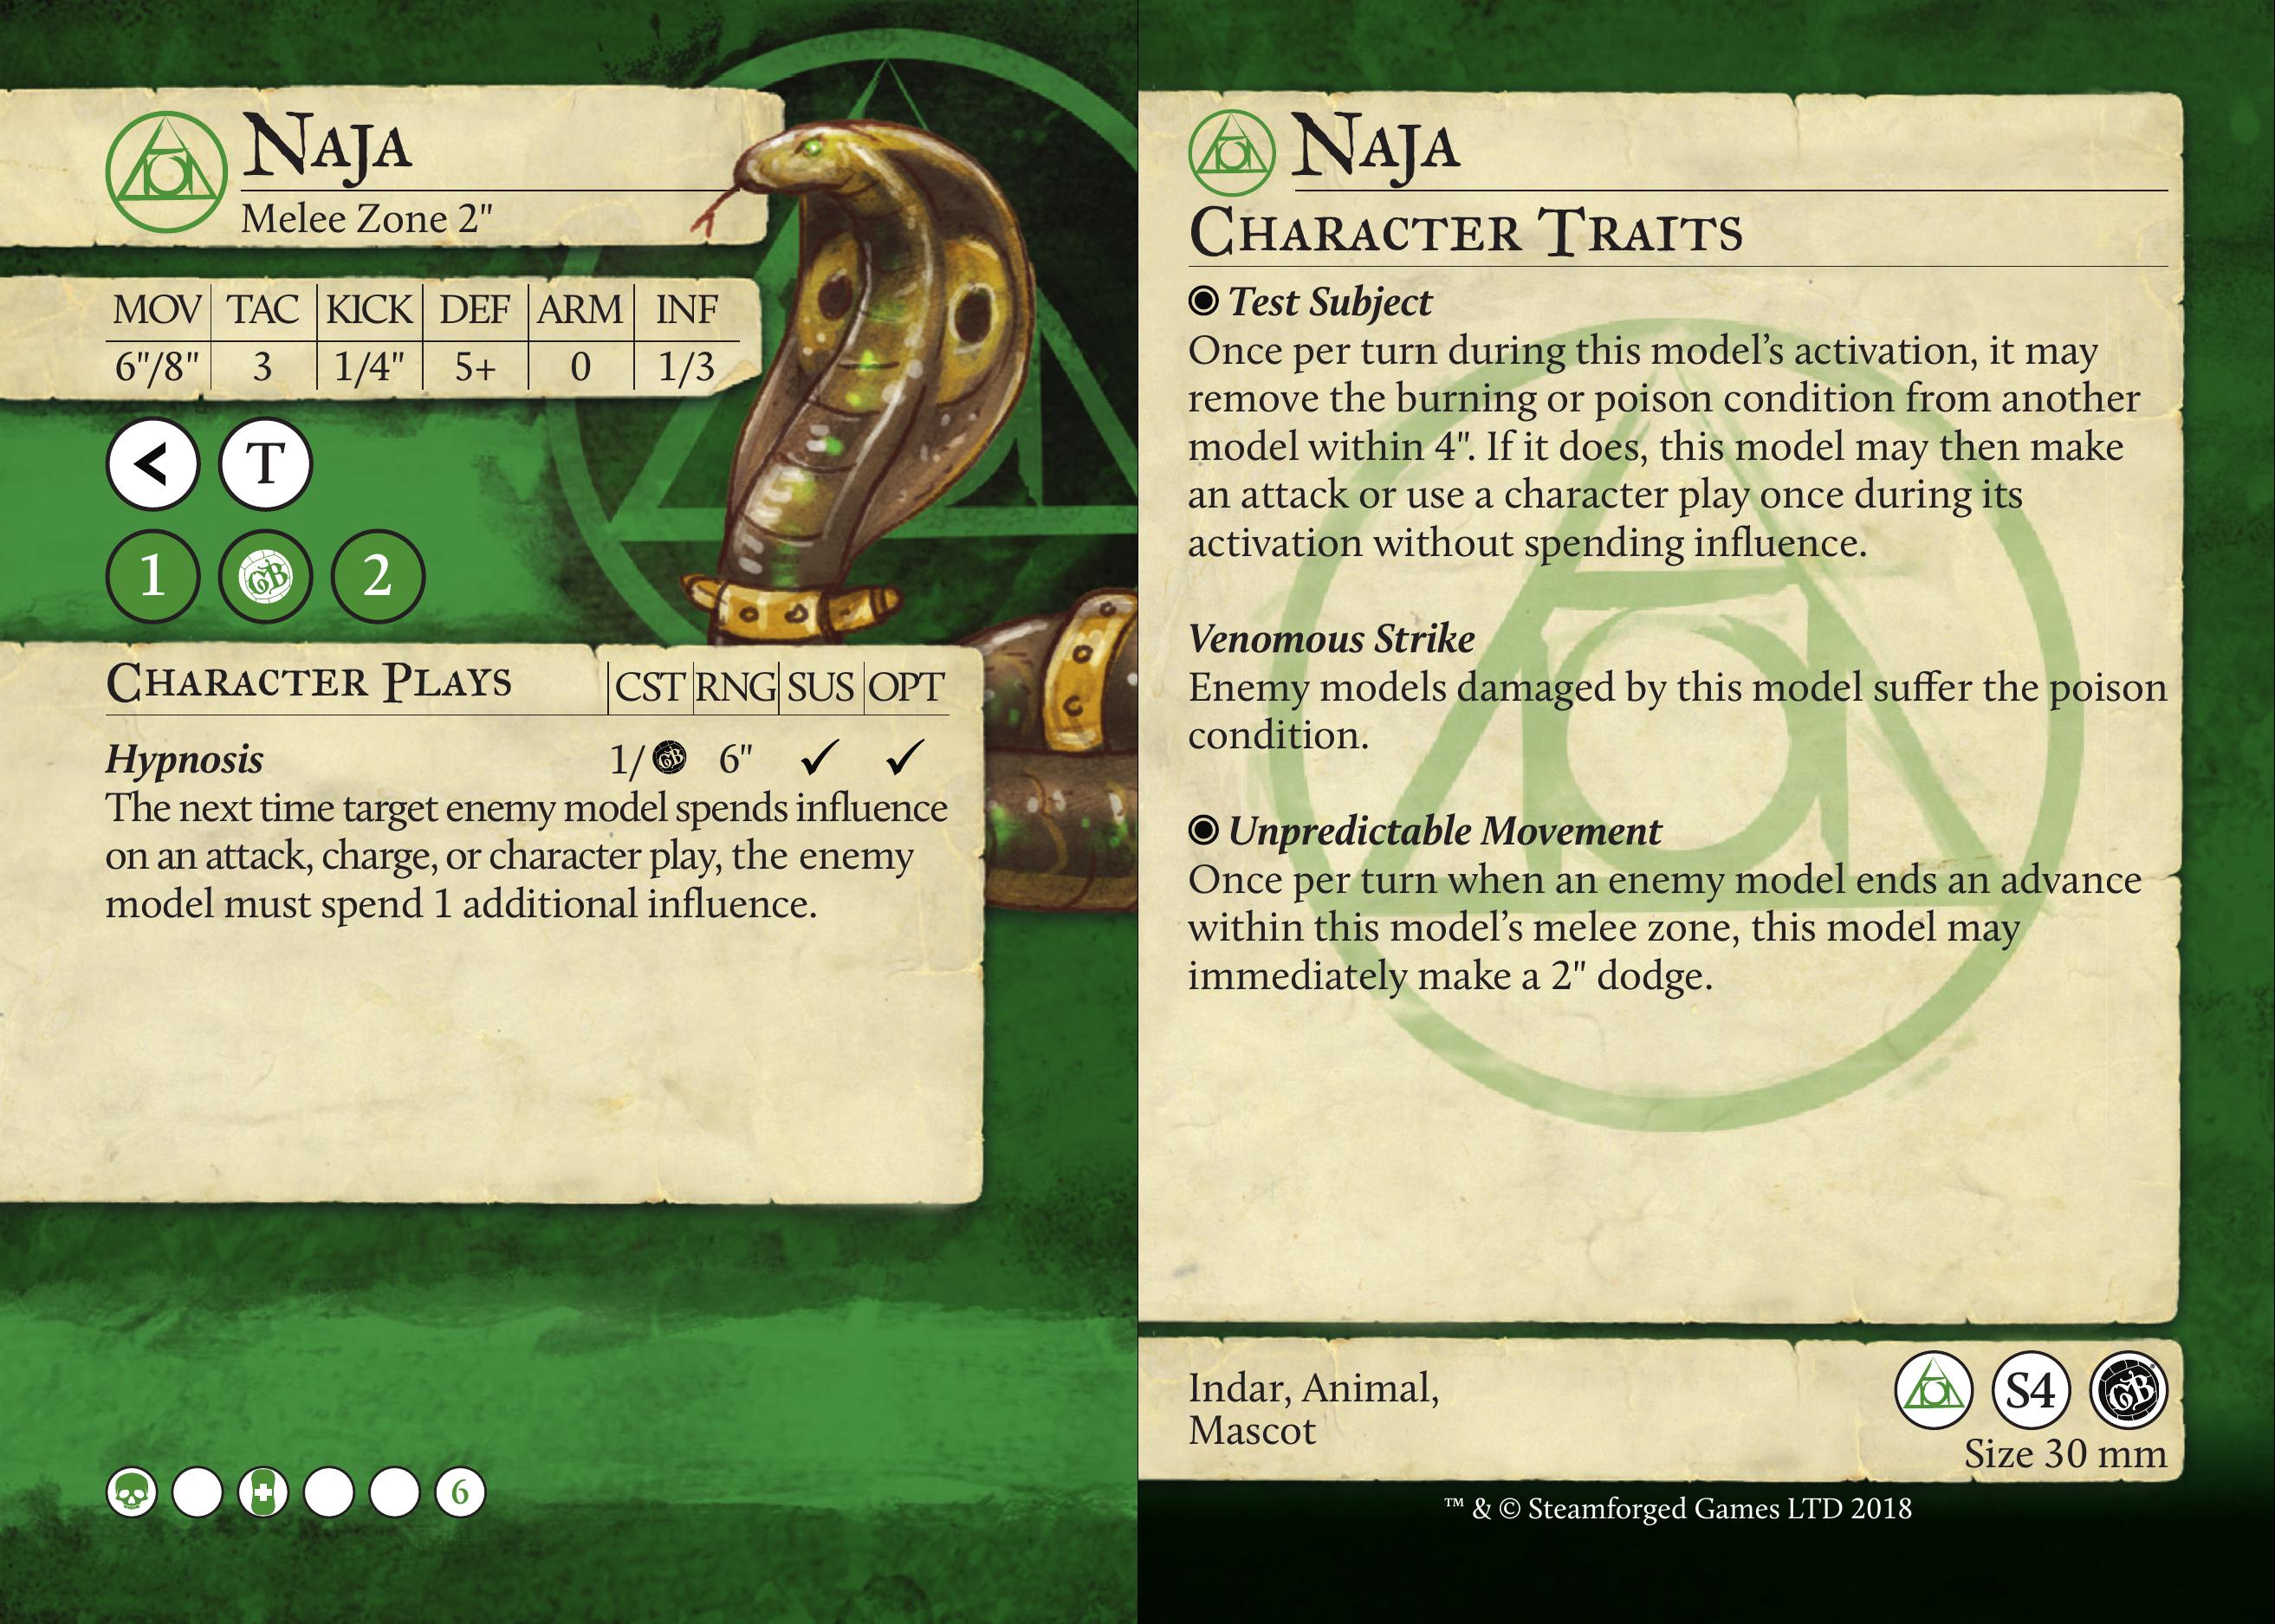 Naja
Melee Zone 2"
MOV TAC KICK DEF ARM INF
6"/8" 3 1/4" 5+ 0 1/3
< T
1 GB 2
Character Plays CST RNG SUS OPT
Hypnosis 1/GB 6" ✓ ✓
The next time target enemy model spends influence
on an attack, charge, or character play, the enemy
model must spend 1 additional influence.
6
Naja
Character Traits
Test Subject
Once per turn during this model's activation, it may
remove the burning or poison condition from another
model within 4". If it does, this model may then make
an attack or use a character play once during its
activation without spending influence.
Venomous Strike
Enemy models damaged by this model suffer the poison
condition.
Unpredictable Movement
Once per turn when an enemy model ends an advance
within this model's melee zone, this model may
immediately make a 2" dodge.
Indar, Animal,
Mascot
S4 GB
Size 30 mm
™ & © Steamforged Games LTD 2018